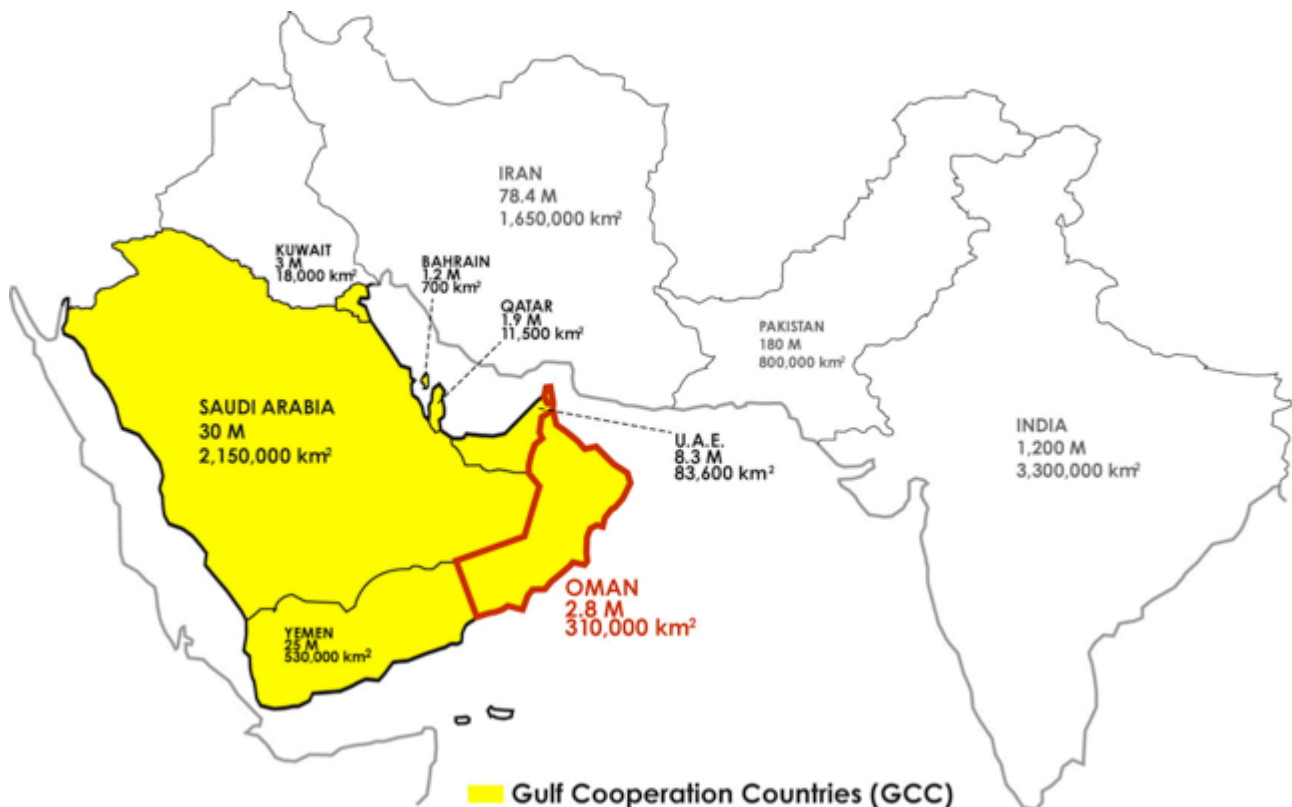 IRAN
78.4 M
1,650,000 km²
KUWAIT
3 M
18,000 km²
BAHRAIN
1.2 M
700 km²
QATAR
1.9 M
11,500 km²
PAKISTAN
180 M
800,000 km²
SAUDI ARABIA
30 M
2,150,000 km²
U.A.E.
8.3 M
83,600 km²
INDIA
1,200 M
3,300,000 km²
OMAN
2.8 M
310,000 km²
YEMEN
25 M
530,000 km²
Gulf Cooperation Countries (GCC)